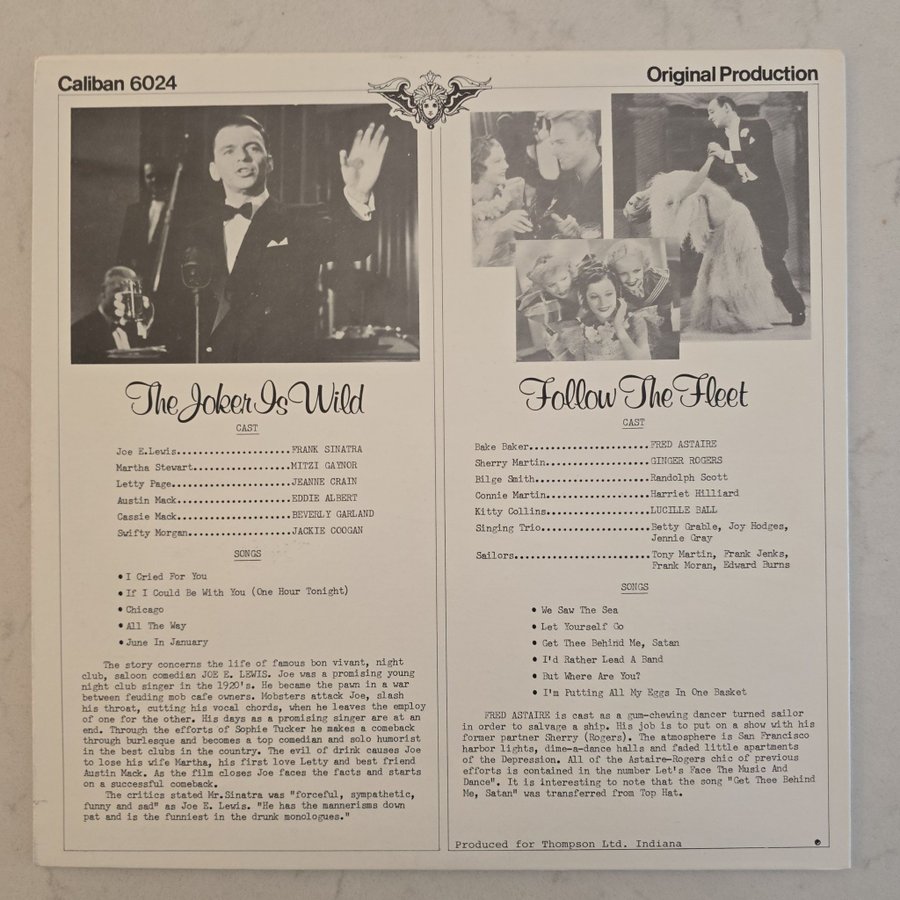 Caliban 6024
Original Production
The Joker Is Wild
CAST
Joe E.Lewis......................FRANK SINATRA
Martha Stewart...................MITZI GAYNOR
Letty Page.......................JEANNE CRAIN
Austin Mack......................EDDIE ALBERT
Cassie Mack......................BEVERLY GARLAND
Swifty Morgan....................JACKIE COOGAN
SONGS
• I Cried For You
• If I Could Be With You (One Hour Tonight)
• Chicago
• All The Way
• June In January
The story concerns the life of famous bon vivant, night
club, saloon comedian JOE E. LEWIS. Joe was a promising young
night club singer in the 1920's. He became the pawn in a war
between feuding mob cafe owners. Mobsters attack Joe, slash
his throat, cutting his vocal chords, when he leaves the employ
of one for the other. His days as a promising singer are at an
end. Through the efforts of Sophie Tucker he makes a comeback
through burlesque and becomes a top comedian and solo humorist
in the best clubs in the country. The evil of drink causes Joe
to lose his wife Martha, his first love Letty and best friend
Austin Mack. As the film closes Joe faces the facts and starts
on a successful comeback.
The critics stated Mr.Sinatra was "forceful, sympathetic,
funny and sad" as Joe E. Lewis. "He has the mannerisms down
pat and is the funniest in the drunk monologues."
Follow The Fleet
CAST
Bake Baker.......................FRED ASTAIRE
Sherry Martin....................GINGER ROGERS
Bilge Smith......................Randolph Scott
Connie Martin....................Harriet Hilliard
Kitty Collins....................LUCILLE BALL
Singing Trio.....................Betty Grable, Joy Hodges,
Jennie Gray
Sailors..........................Tony Martin, Frank Jenks,
Frank Moran, Edward Burns
SONGS
• We Saw The Sea
• Let Yourself Go
• Get Thee Behind Me, Satan
• I'd Rather Lead A Band
• But Where Are You?
• I'm Putting All My Eggs In One Basket
FRED ASTAIRE is cast as a gum-chewing dancer turned sailor
in order to salvage a ship. His job is to put on a show with his
former partner Sherry (Rogers). The atmosphere is San Francisco
harbor lights, dime-a-dance halls and faded little apartments
of the Depression. All of the Astaire-Rogers chic of previous
efforts is contained in the number Let's Face The Music And
Dance". It is interesting to note that the song "Get Thee Behind
Me, Satan" was transferred from Top Hat.
Produced for Thompson Ltd. Indiana
℗